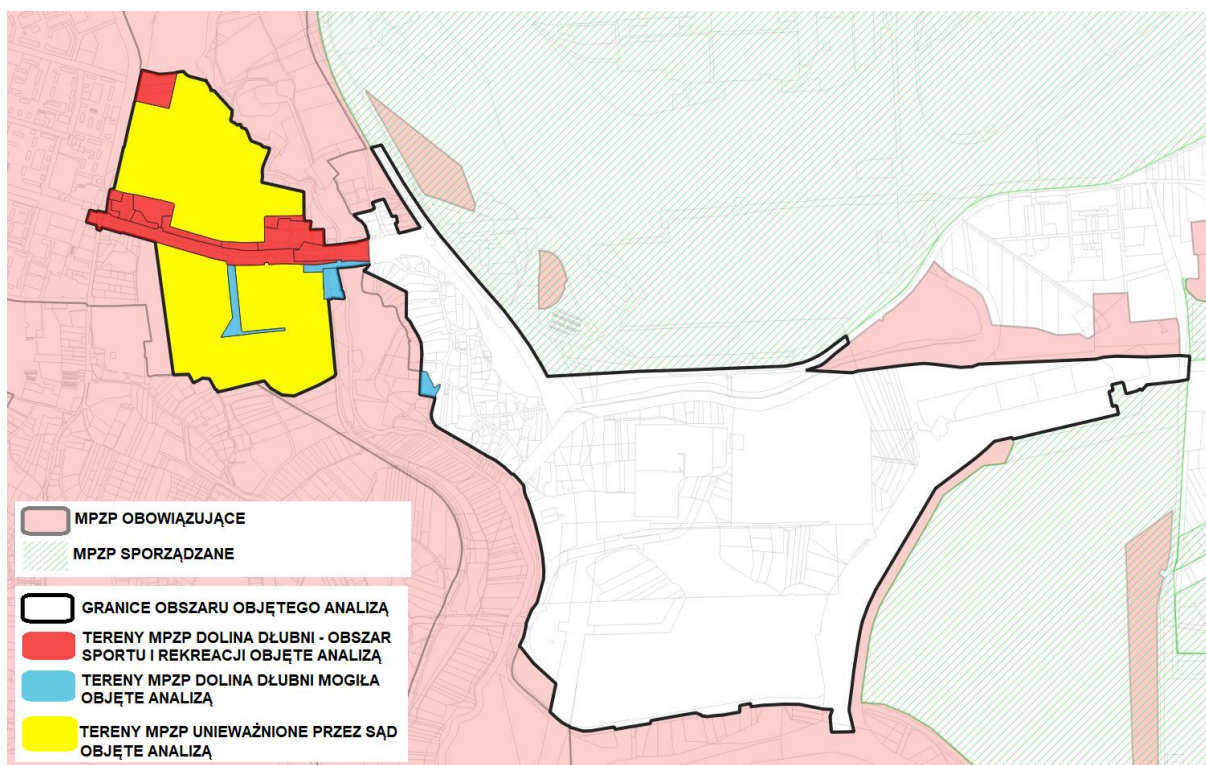 MPZP OBOWIĄZUJĄCE
MPZP SPORZĄDZANE
GRANICE OBSZARU OBJĘTEGO ANALIZĄ
TERENY MPZP DOLINA DŁUBNI - OBSZAR
SPORTU I REKREACJI OBJĘTE ANALIZĄ
TERENY MPZP DOLINA DŁUBNI MOGIŁA
OBJĘTE ANALIZĄ
TERENY MPZP UNIEWAŻNIONE PRZEZ SĄD
OBJĘTE ANALIZĄ